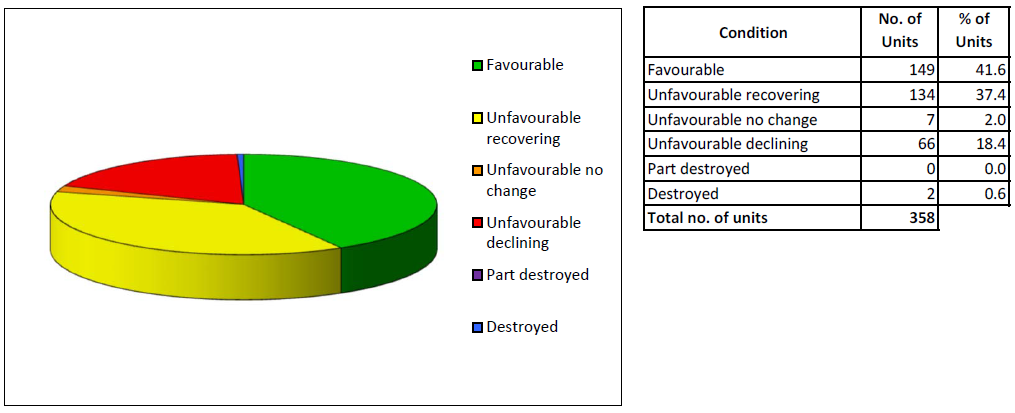 Favourable
Unfavourable
recovering
Unfavourable no
change
Unfavourable
declining
Part destroyed
Destroyed
Condition No. of Units % of Units
Favourable 149 41.6
Unfavourable recovering 134 37.4
Unfavourable no change 7 2.0
Unfavourable declining 66 18.4
Part destroyed 0 0.0
Destroyed 2 0.6
Total no. of units 358